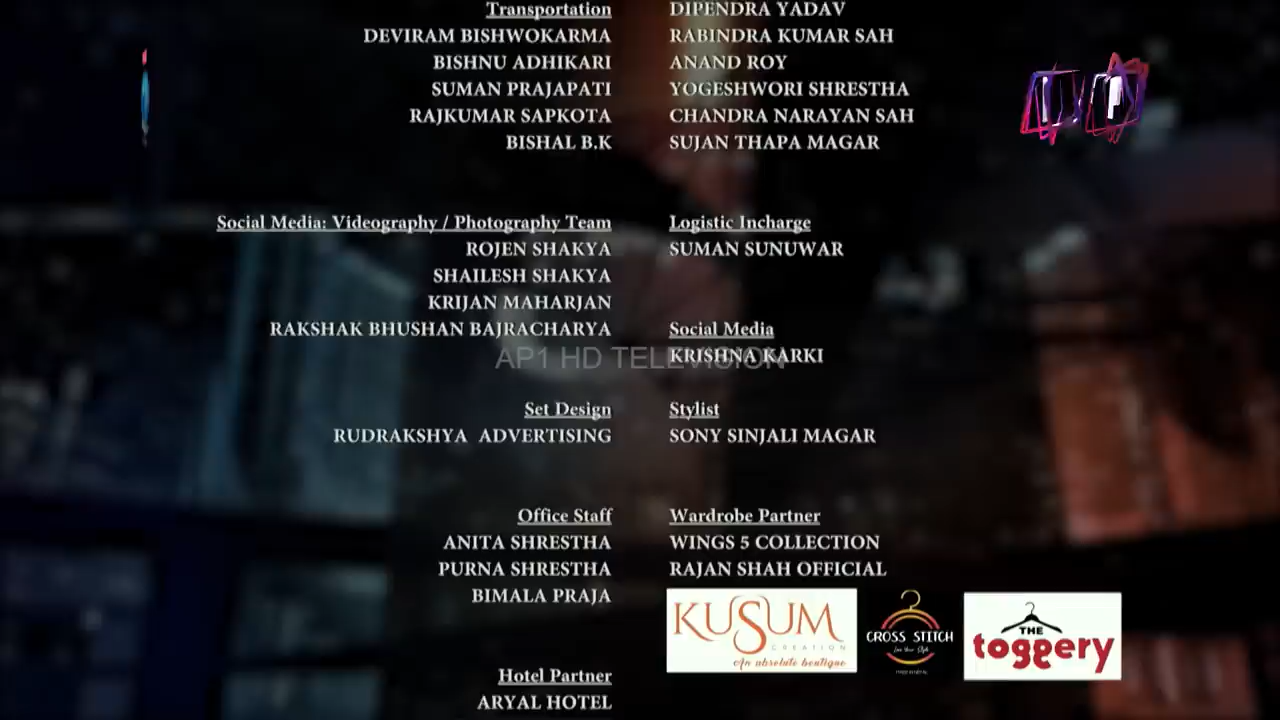 Transportation
DEVIRAM BISHWOKARMA
BISHNU ADHIKARI
SUMAN PRAJAPATI
RAJKUMAR SAPKOTA
BISHAL B.K
DIPENDRA YADAV
RABINDRA KUMAR SAH
ANAND ROY
YOGESHWORI SHRESTHA
CHANDRA NARAYAN SAH
SUJAN THAPA MAGAR
Social Media: Videography / Photography Team
ROJEN SHAKYA
SHAILESH SHAKYA
KRIJAN MAHARJAN
RAKSHAK BHUSHAN BAJRACHARYA
Logistic Incharge
SUMAN SUNUWAR
Social Media
KRISHNA KARKI
AP1 HD TELEVISION
Set Design
RUDRAKSHYA ADVERTISING
Stylist
SONY SINJALI MAGAR
Office Staff
ANITA SHRESTHA
PURNA SHRESTHA
BIMALA PRAJA
Wardrobe Partner
WINGS 5 COLLECTION
RAJAN SHAH OFFICIAL
KUSUM
CREATION
An absolute boutique
CROSS STITCH
Love Your Style
THE
toggery
Hotel Partner
ARYAL HOTEL